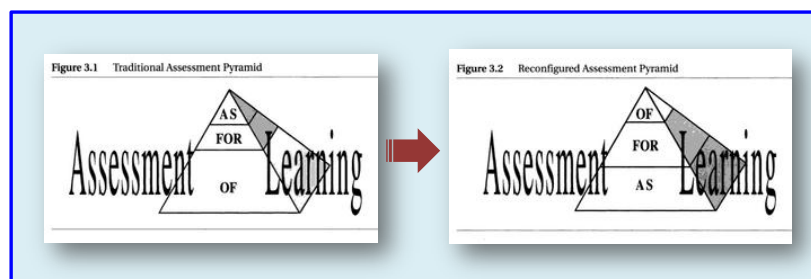 Figure 3.1 Traditional Assessment Pyramid
AS
FOR
Assessment Learning
OF
Figure 3.2 Reconfigured Assessment Pyramid
OF
FOR
Assessment Learning
AS